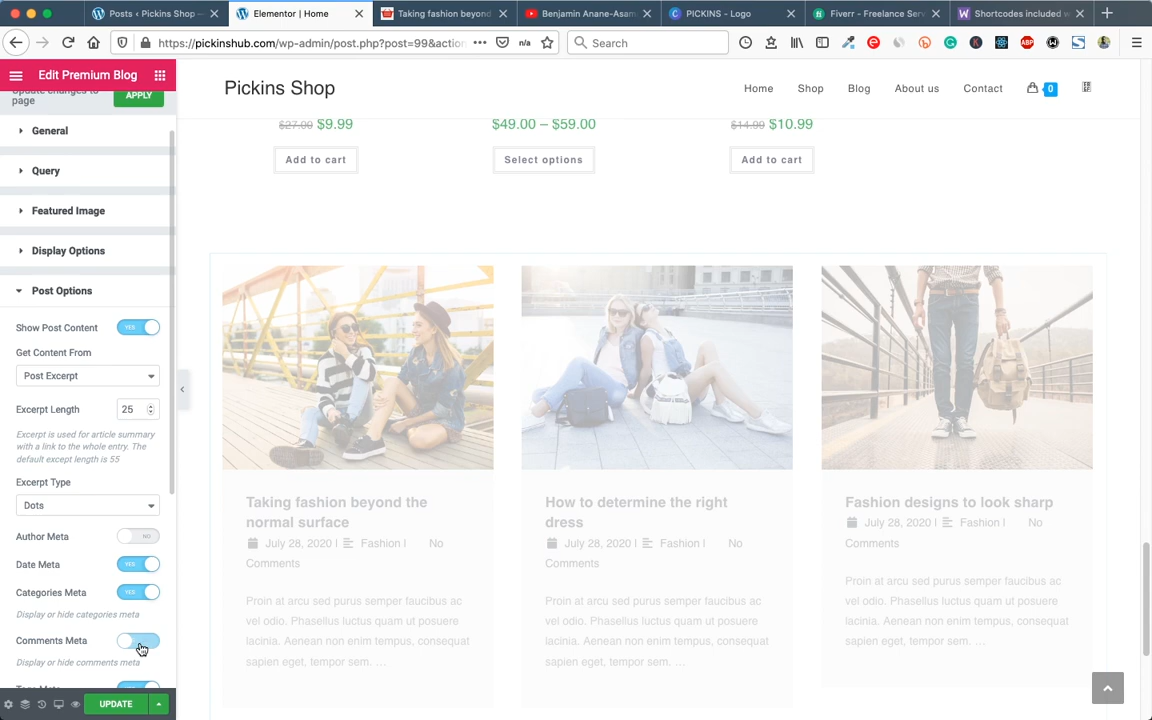 Posts ‹ Pickins Shop —
Elementor | Home
Taking fashion beyond
Benjamin Anane-Asam
PICKINS - Logo
Fiverr - Freelance Serv
Shortcodes included w
https://pickinshub.com/wp-admin/post.php?post=99&action
n/a
Search
ABP
Edit Premium Blog
Update changes to
page
APPLY
General
Query
Featured Image
Display Options
Post Options
Show Post Content
YES
Get Content From
Post Excerpt
Excerpt Length
25
Excerpt is used for article summary
with a link to the whole entry. The
default except length is 55
Excerpt Type
Dots
Author Meta
NO
Date Meta
YES
Categories Meta
YES
Display or hide categories meta
Comments Meta
Display or hide comments meta
UPDATE
Pickins Shop
Home
Shop
Blog
About us
Contact
0
$27.00 $9.99
Add to cart
$49.00 – $59.00
Select options
$14.90 $10.99
Add to cart
Taking fashion beyond the
normal surface
July 28, 2020 | Fashion | No
Comments
Proin at arcu sed purus semper faucibus ac
vel odio. Phasellus luctus quam ut posuere
lacinia. Aenean non enim tempus, consequat
sapien eget, tempor sem. …
How to determine the right
dress
July 28, 2020 | Fashion | No
Comments
Proin at arcu sed purus semper faucibus ac
vel odio. Phasellus luctus quam ut posuere
lacinia. Aenean non enim tempus, consequat
sapien eget, tempor sem. …
Fashion designs to look sharp
July 28, 2020 | Fashion | No
Comments
Proin at arcu sed purus semper faucibus ac
vel odio. Phasellus luctus quam ut posuere
lacinia. Aenean non enim tempus, consequat
sapien eget, tempor sem. …